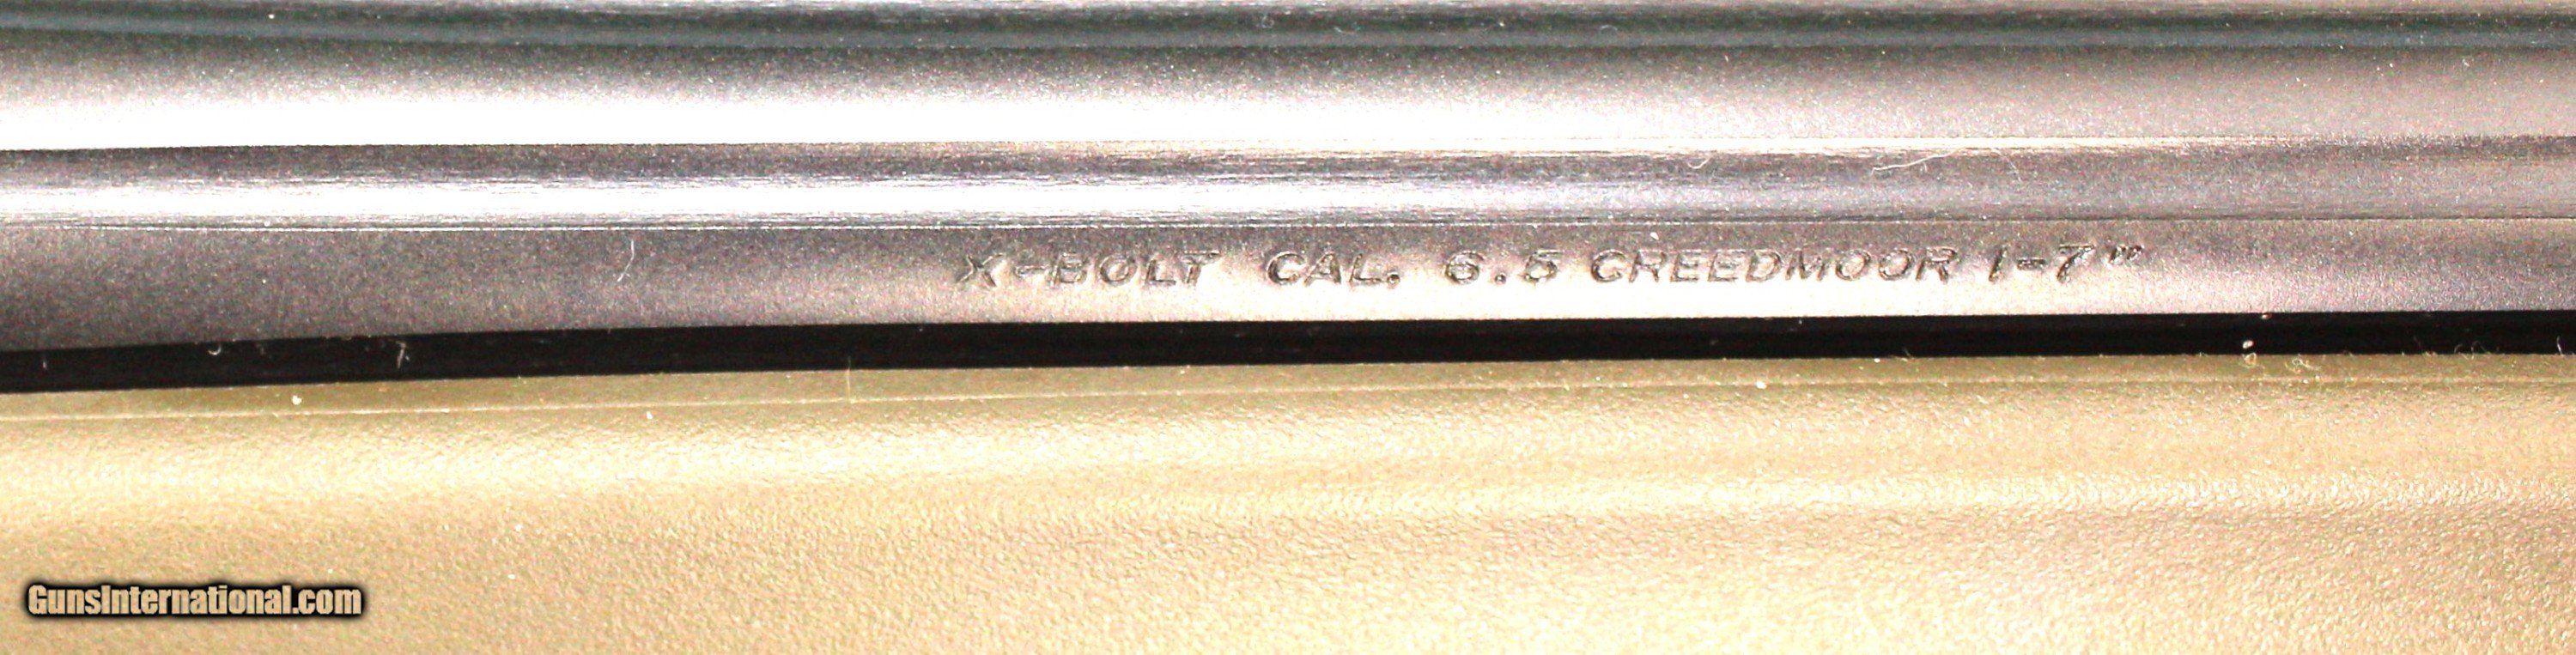 X-BOLT CAL. 6.5 CREEDMOOR 1-7"
GunsInternational.com